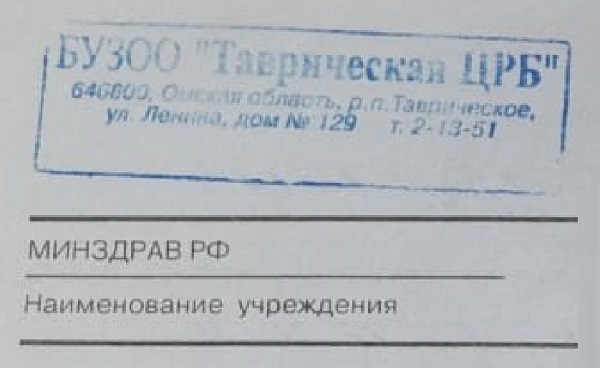 БУЗОО "Таврическая ЦРБ"
646800, Омская область, р.п. Таврическое,
ул. Ленина, дом № 129 т. 2-13-51
МИНЗДРАВ РФ
Наименование учреждения